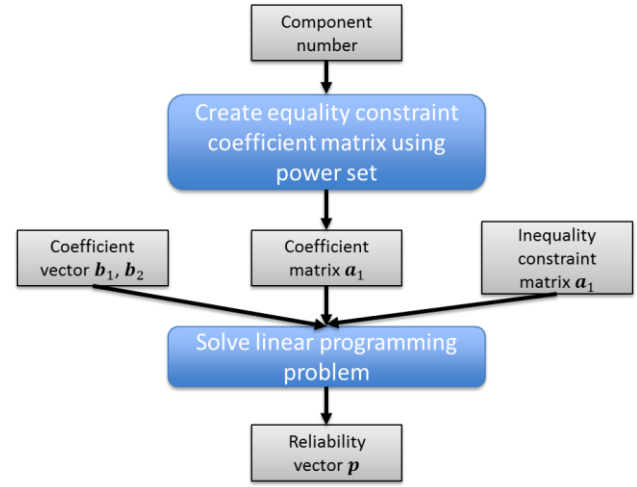 Component
number
Create equality constraint
coefficient matrix using
power set
Coefficient
vector b₁, b₂
Coefficient
matrix a₁
Inequality
constraint
matrix a₁
Solve linear programming
problem
Reliability
vector p